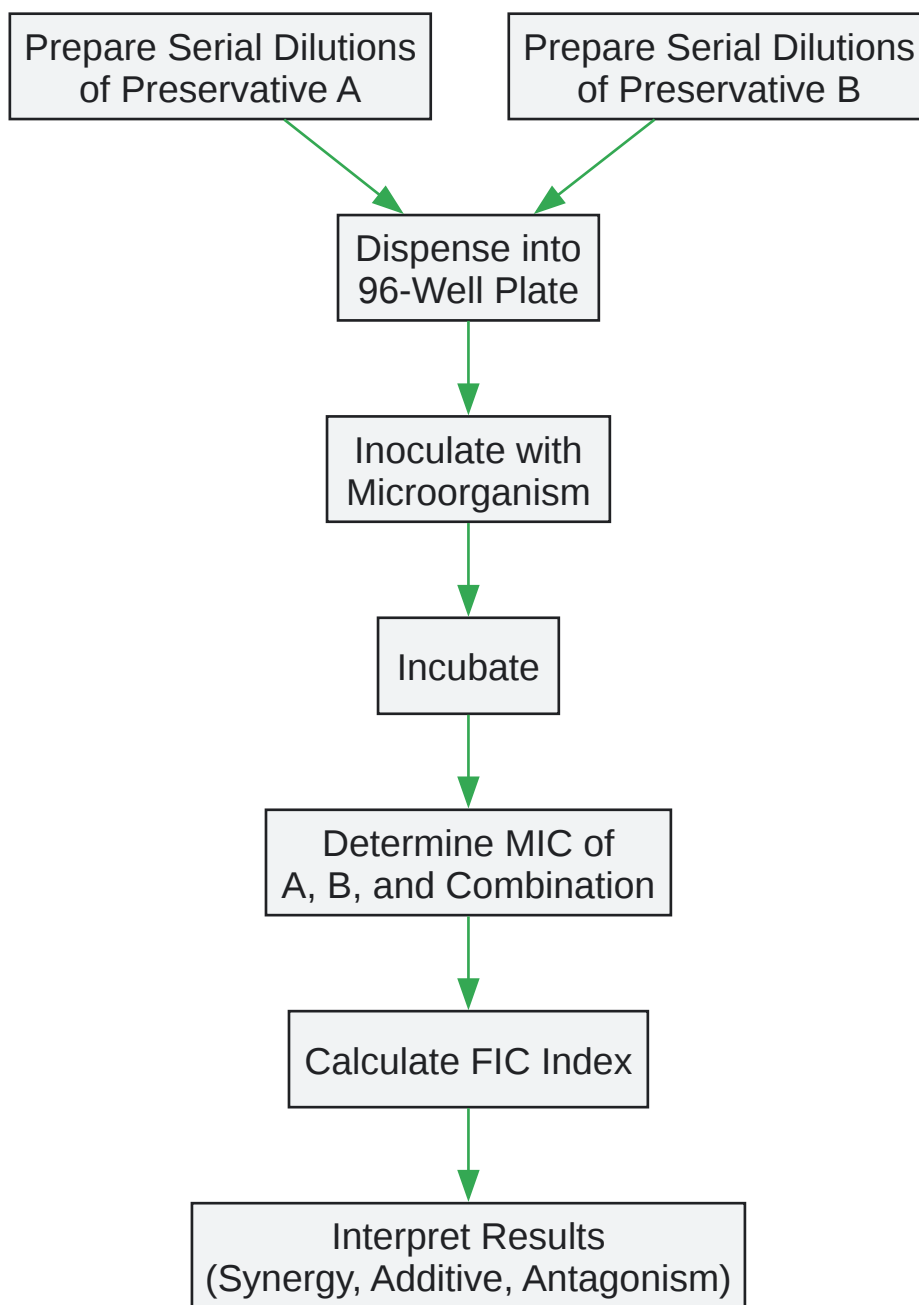 Prepare Serial Dilutions
of Preservative A
Prepare Serial Dilutions
of Preservative B
Dispense into
96-Well Plate
Inoculate with
Microorganism
Incubate
Determine MIC of
A, B, and Combination
Calculate FIC Index
Interpret Results
(Synergy, Additive, Antagonism)